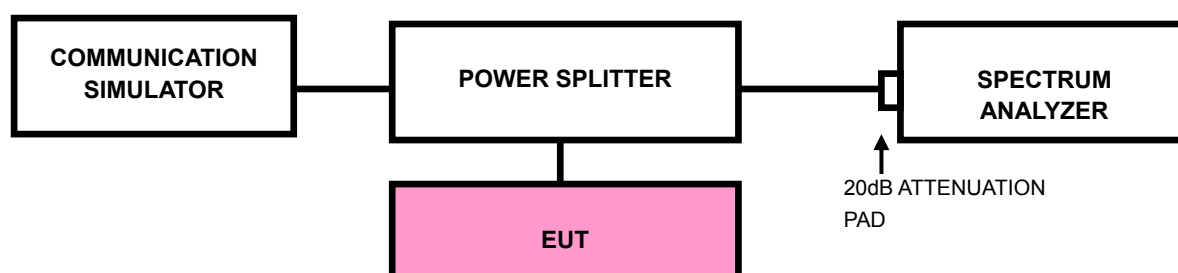 COMMUNICATION
SIMULATOR
POWER SPLITTER
SPECTRUM
ANALYZER
20dB ATTENUATION
PAD
EUT